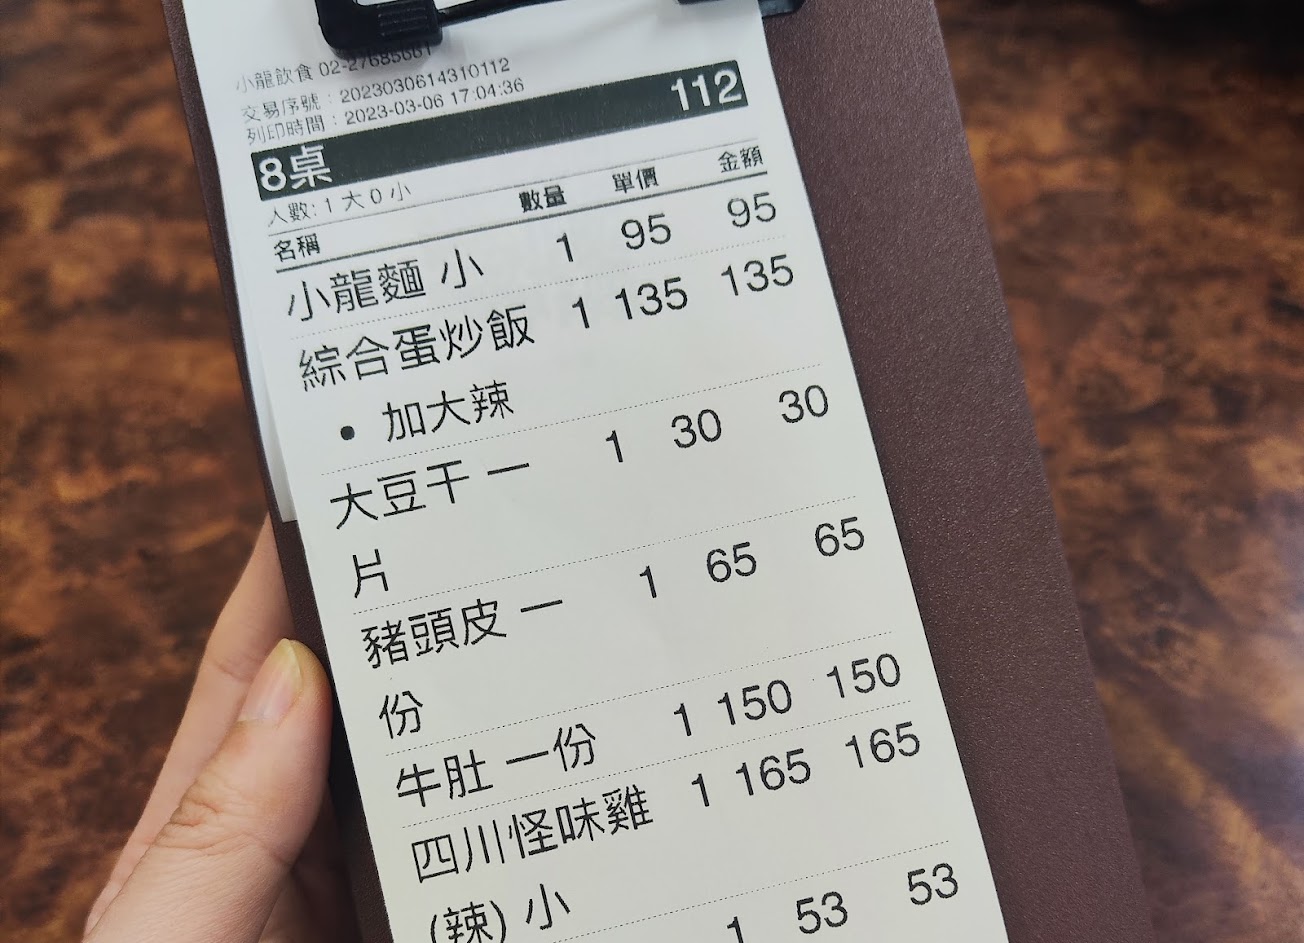 小龍飲食 02-27685661
交易序號：2023030614310112
列印時間：2023-03-06 17:04:36
8桌 112
人數: 1 大 0 小
名稱 數量 單價 金額
小龍麵 小 1 95 95
綜合蛋炒飯 1 135 135
• 加大辣
大豆干 一 1 30 30
片
豬頭皮 一 1 65 65
份
牛肚 一份 1 150 150
四川怪味雞 1 165 165
(辣) 小
1 53 53